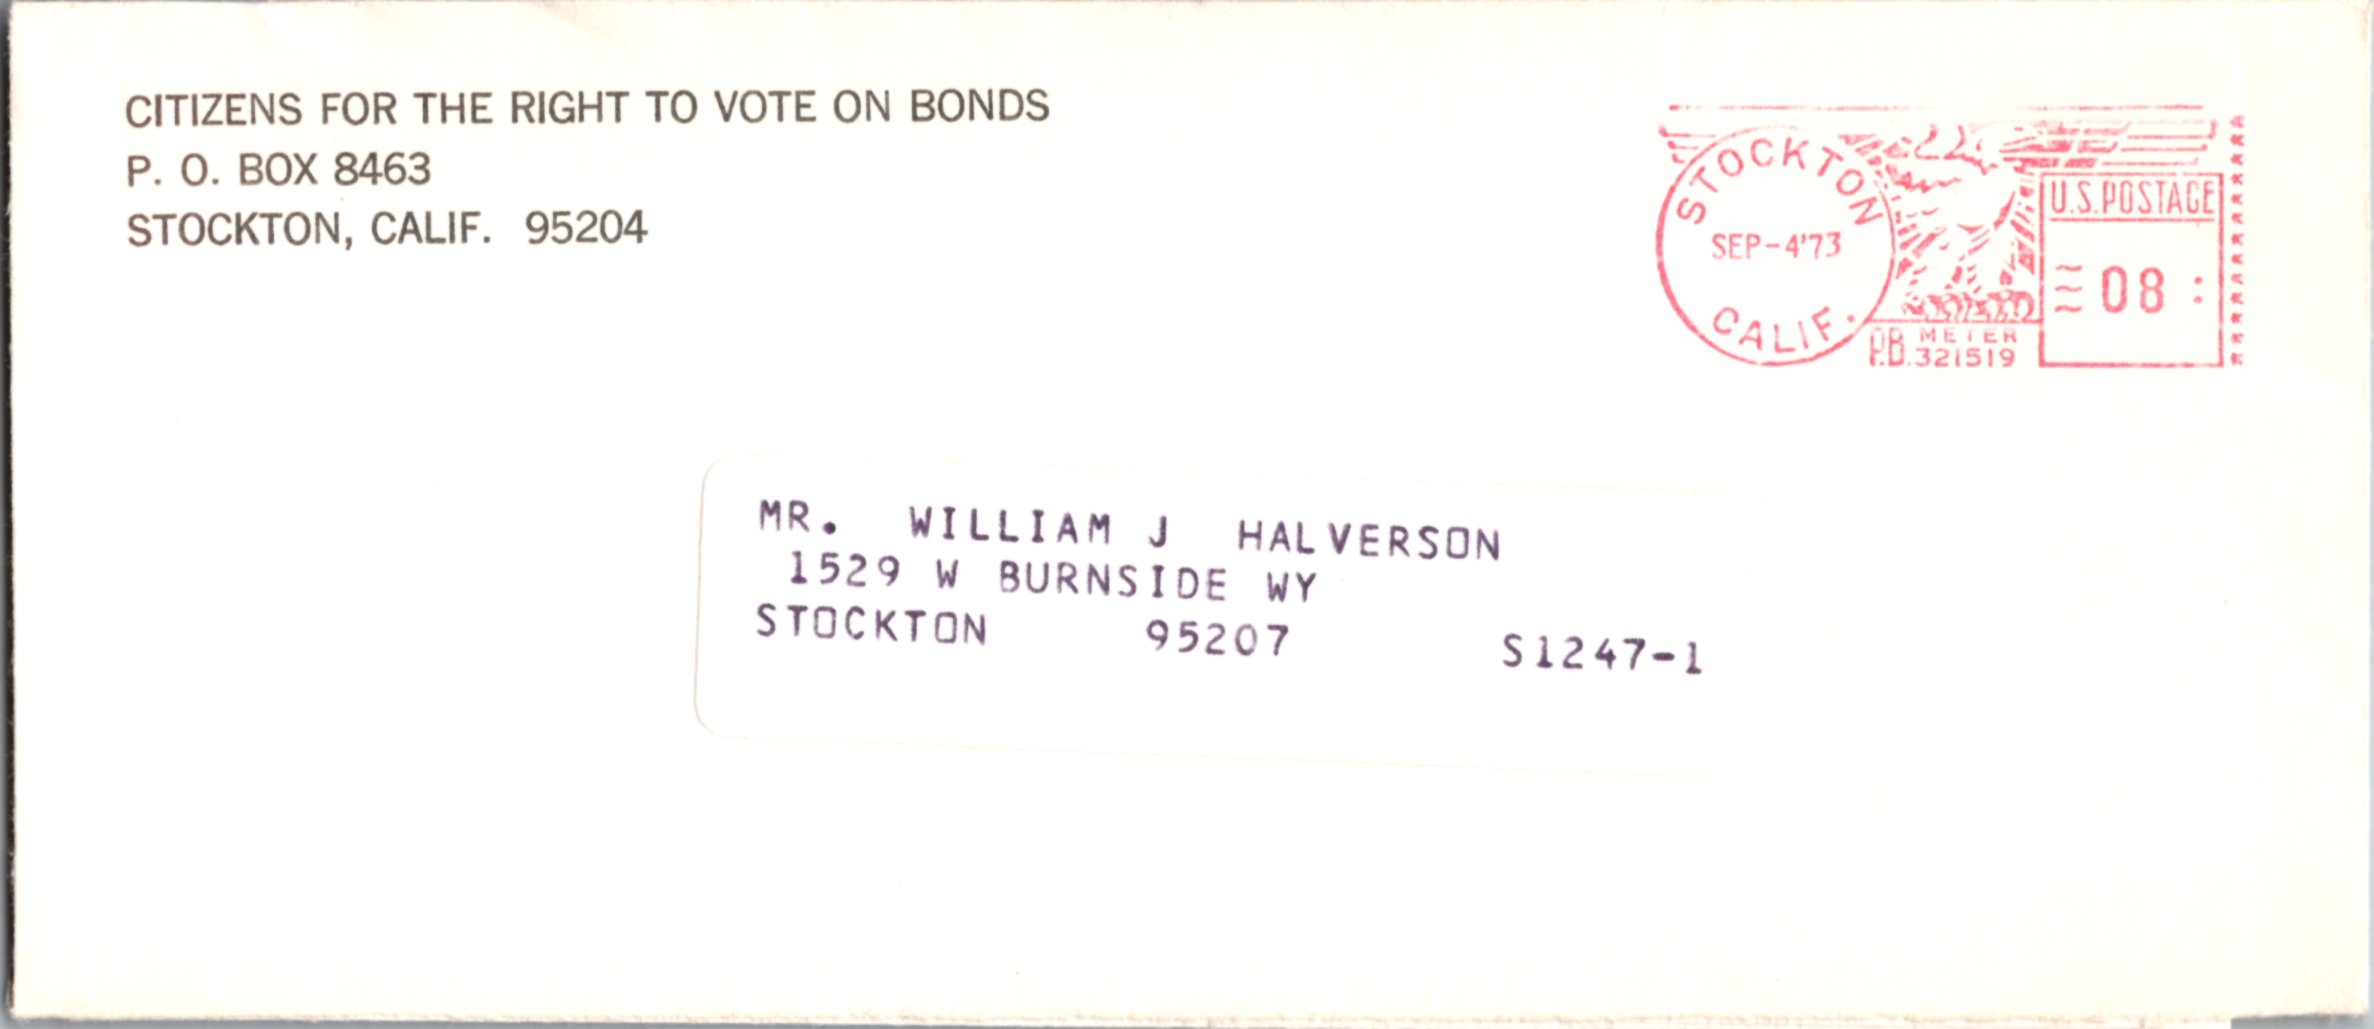 CITIZENS FOR THE RIGHT TO VOTE ON BONDS
P. O. BOX 8463
STOCKTON, CALIF. 95204
STOCKTON
SEP-4'73
CALIF.
U.S. POSTAGE
08
P.B. METER
321519
MR. WILLIAM J HALVERSON
1529 W BURNSIDE WY
STOCKTON 95207 S1247-1